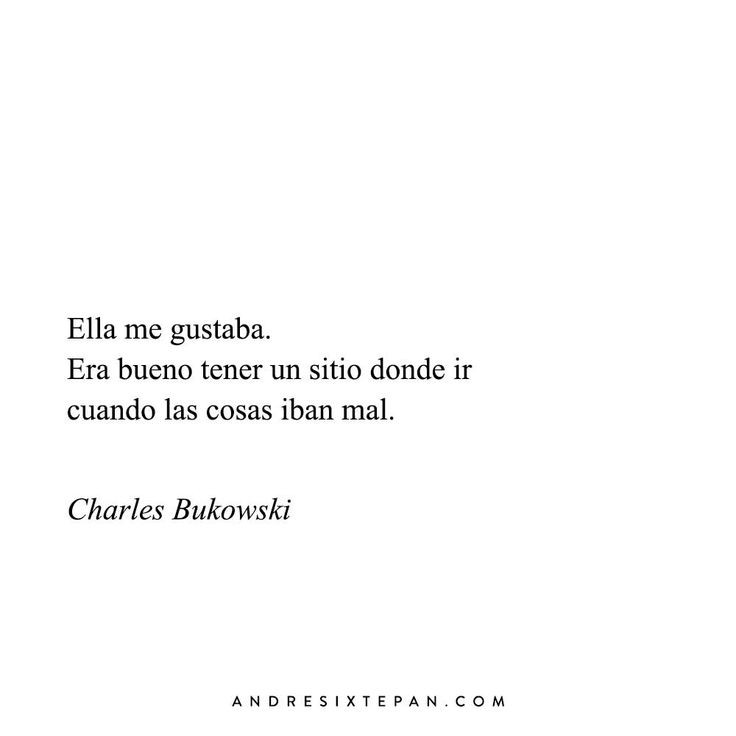 Ella me gustaba.
Era bueno tener un sitio donde ir
cuando las cosas iban mal.
Charles Bukowski
ANDRESIXTEPAN.COM